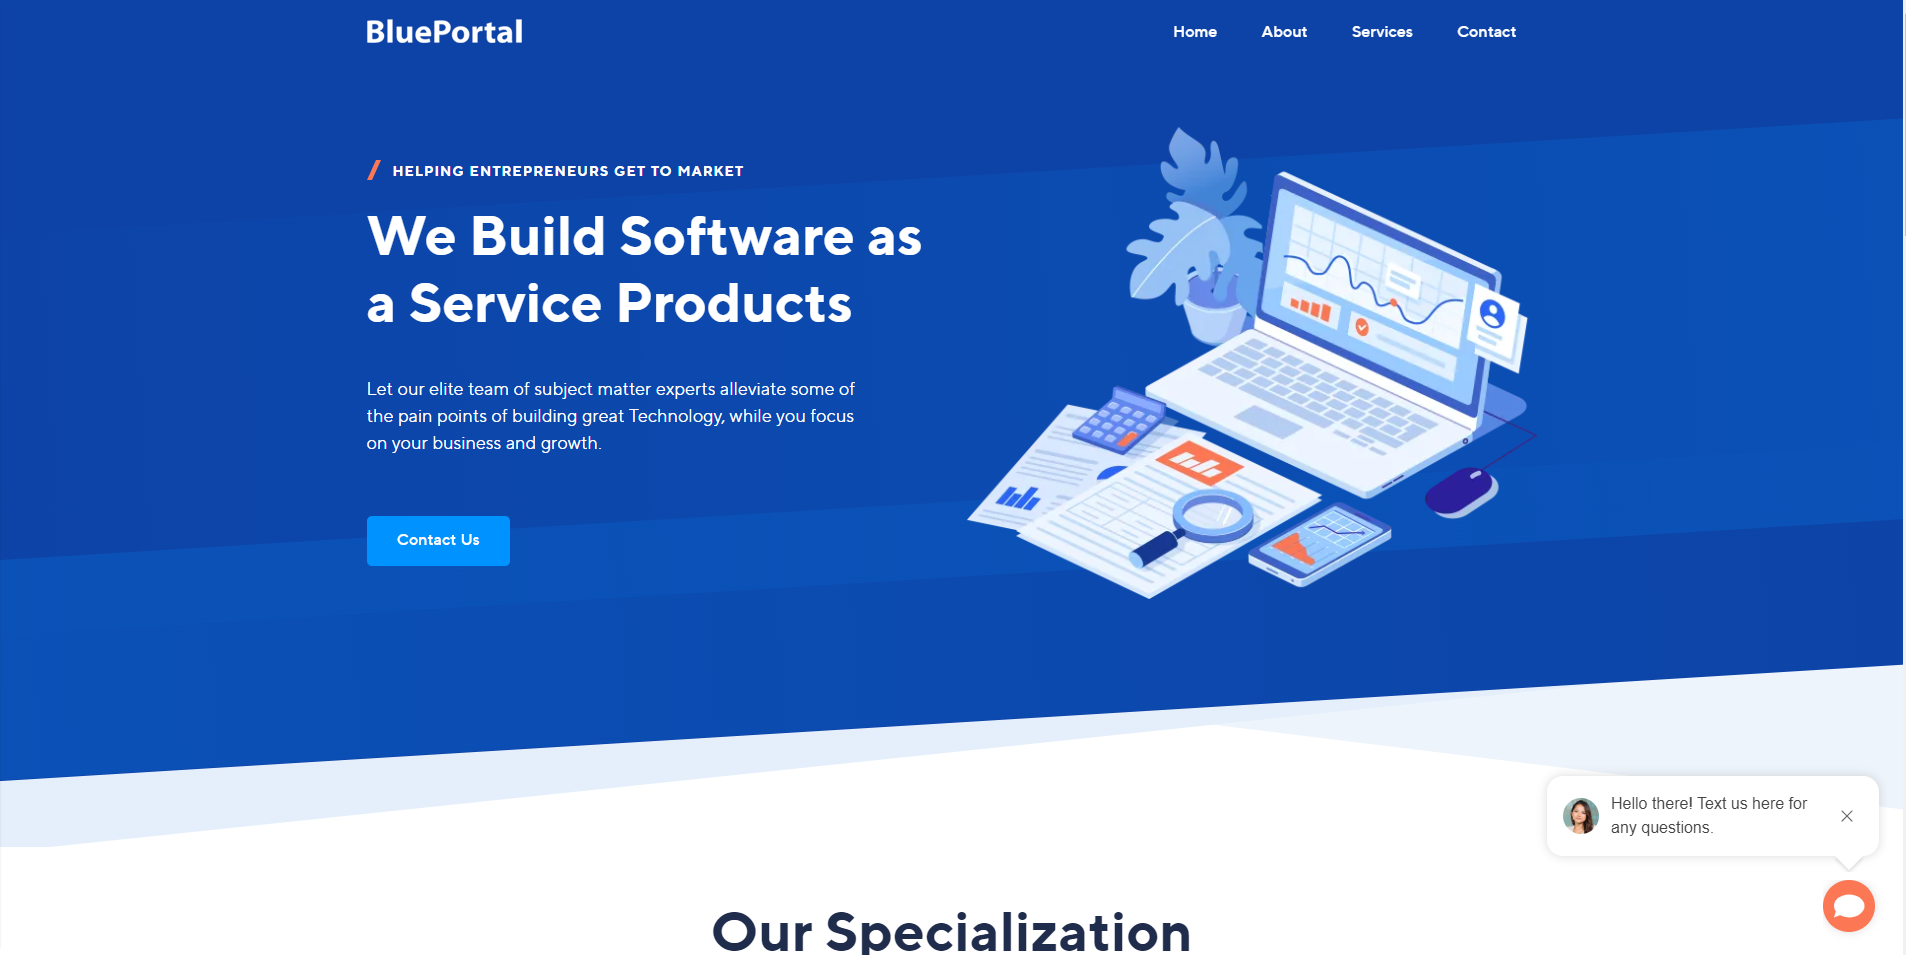 BluePortal
Home
About
Services
Contact
HELPING ENTREPRENEURS GET TO MARKET
We Build Software as
a Service Products
Let our elite team of subject matter experts alleviate some of
the pain points of building great Technology, while you focus
on your business and growth.
Contact Us
Hello there! Text us here for
any questions.
Our Specialization